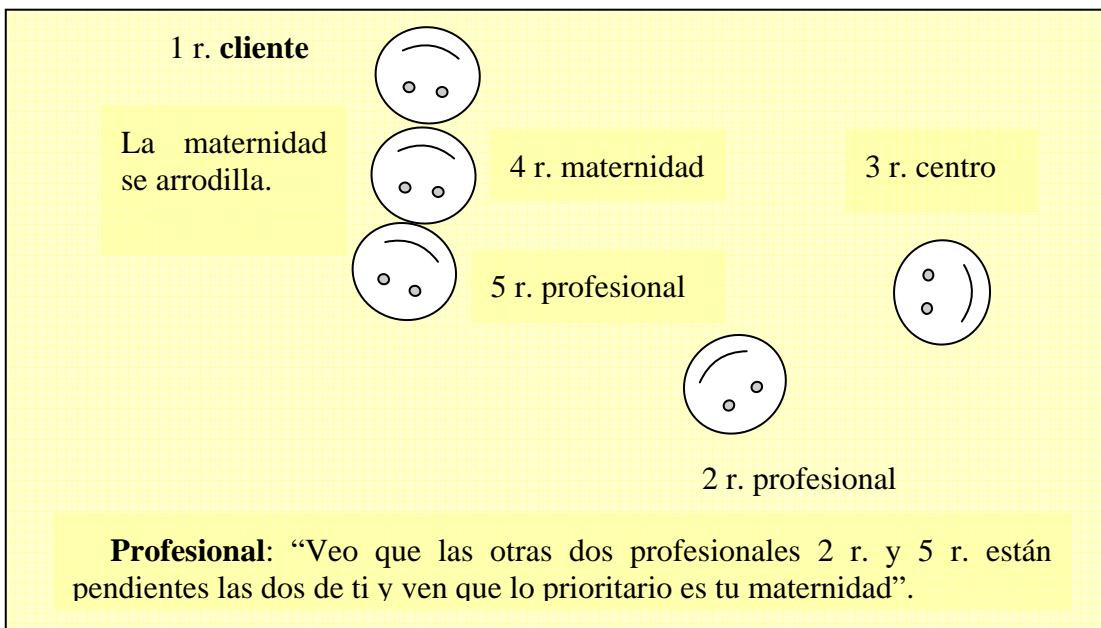 1 r. cliente
La maternidad
se arrodilla.
4 r. maternidad
3 r. centro
5 r. profesional
2 r. profesional
Profesional: “Veo que las otras dos profesionales 2 r. y 5 r. están
pendientes las dos de ti y ven que lo prioritario es tu maternidad”.